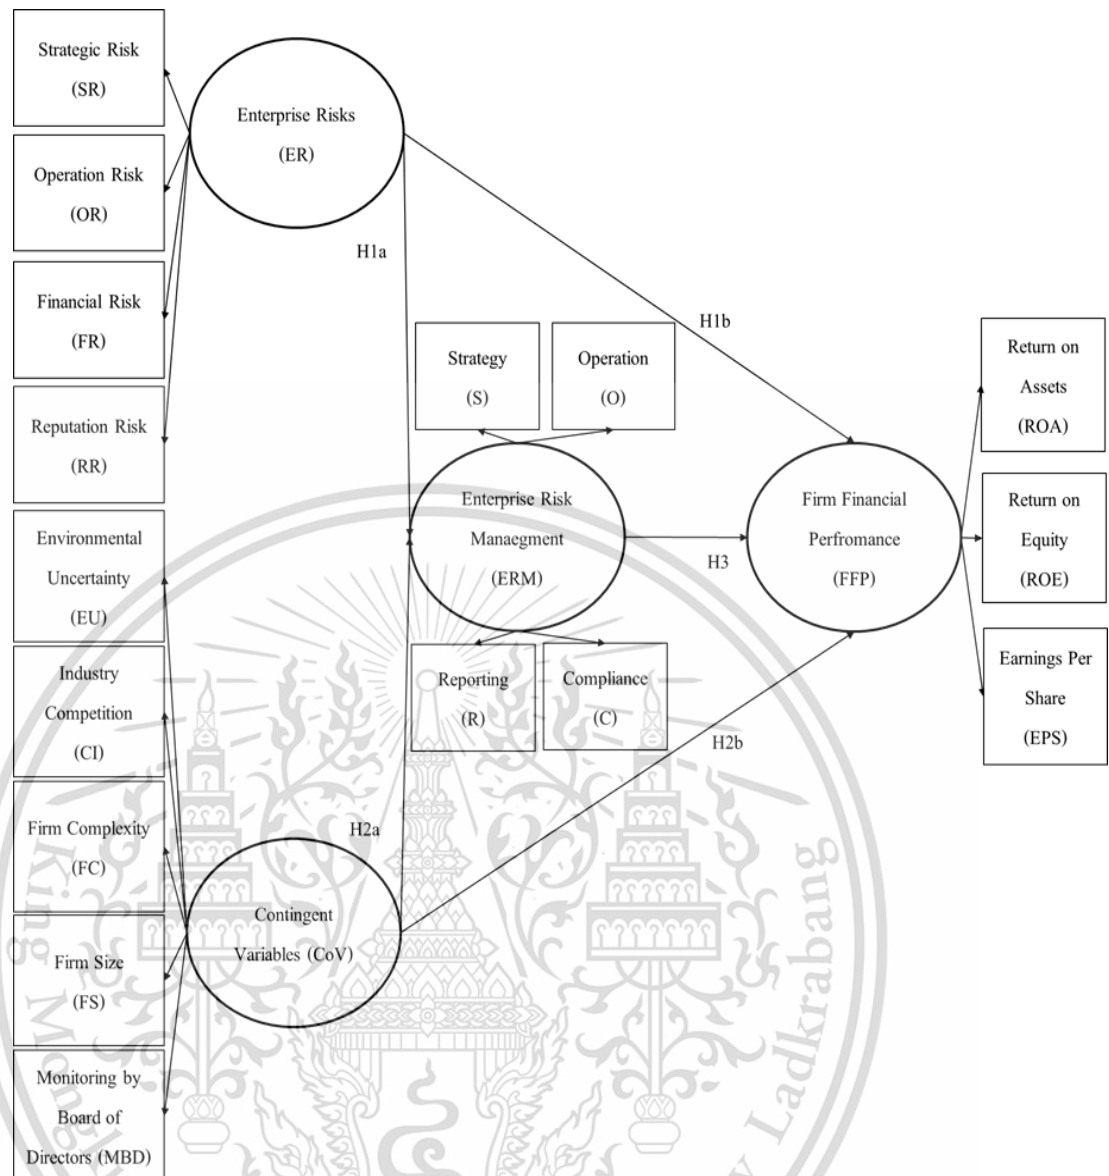 Strategic Risk
(SR)
Operation Risk
(OR)
Financial Risk
(FR)
Reputation Risk
(RR)
Environmental
Uncertainty
(EU)
Industry
Competition
(CI)
Firm Complexity
(FC)
Firm Size
(FS)
Monitoring by
Board of
Directors (MBD)
Enterprise Risks
(ER)
H1a
H1b
Strategy
(S)
Operation
(O)
Enterprise Risk
Manaegment
(ERM)
Reporting
(R)
Compliance
(C)
H3
H2a
H2b
Contingent
Variables (CoV)
Firm Financial
Perfromance
(FFP)
Return on
Assets
(ROA)
Return on
Equity
(ROE)
Earnings Per
Share
(EPS)
King Mong
Ladkrabang